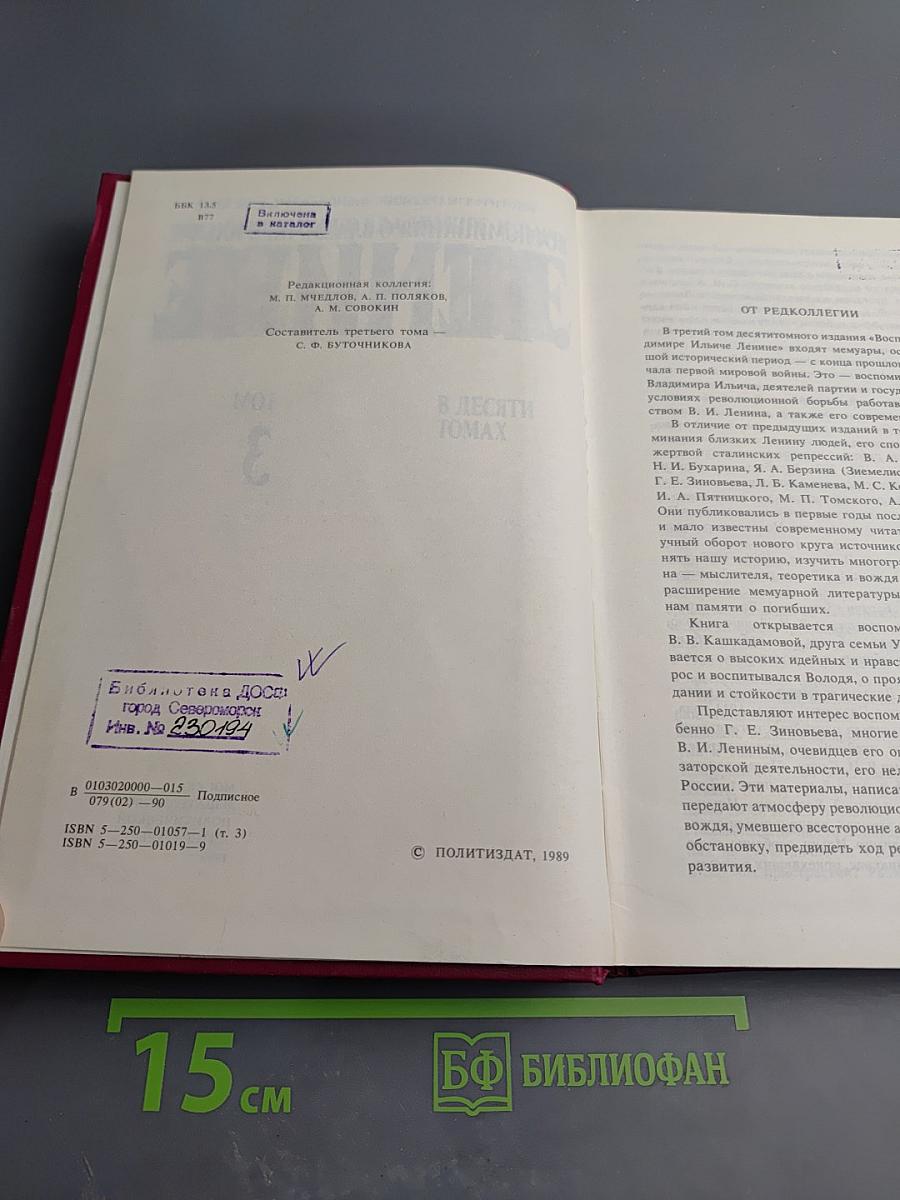 ББК 13.5
В77
Включена
в каталог
Редакционная коллегия:
М. П. МЧЕДЛОВ, А. П. ПОЛЯКОВ,
А. М. СОВОКИН
Составитель третьего тома —
С. Ф. БУТОЧНИКОВА
Библиотека ДОСФ
город Североморск
Инв. № 230194
В 0103020000—015
079(02) —90 Подписное
ISBN 5—250—01057—1 (т. 3)
ISBN 5—250—01019—9
© ПОЛИТИЗДАТ, 1989
ОТ РЕДКОЛЛЕГИИ
В третий том десятитомного издания «Восп
димире Ильиче Ленине» входят мемуары, ос
шой исторический период — с конца прошлог
чала первой мировой войны. Это — воспоми
Владимира Ильича, деятелей партии и госуд
условиях революционной борьбы работав
ством В. И. Ленина, а также его совреме
В отличие от предыдущих изданий в т
минания близких Ленину людей, его спо
жертвой сталинских репрессий: В. А.
Н. И. Бухарина, Я. А. Берзина (Зиемелис
Г. Е. Зиновьева, Л. Б. Каменева, М. С. Ке
И. А. Пятницкого, М. П. Томского, А.
Они публиковались в первые годы посл
и мало известны современному читат
учный оборот нового круга источнико
нять нашу историю, изучить многогра
на — мыслителя, теоретика и вождя
расширение мемуарной литературы
нам памяти о погибших.
Книга открывается воспом
В. В. Кашкадамовой, друга семьи У
вается о высоких идейных и нравс
рос и воспитывался Володя, о проя
дании и стойкости в трагические д
Представляют интерес воспом
бенно Г. Е. Зиновьева, многие
В. И. Лениным, очевидцев его о
заторской деятельности, его нел
России. Эти материалы, написа
передают атмосферу революцио
вождя, умевшего всесторонне а
обстановку, предвидеть ход ре
развития.
15 см
БФ БИБЛИОФАН